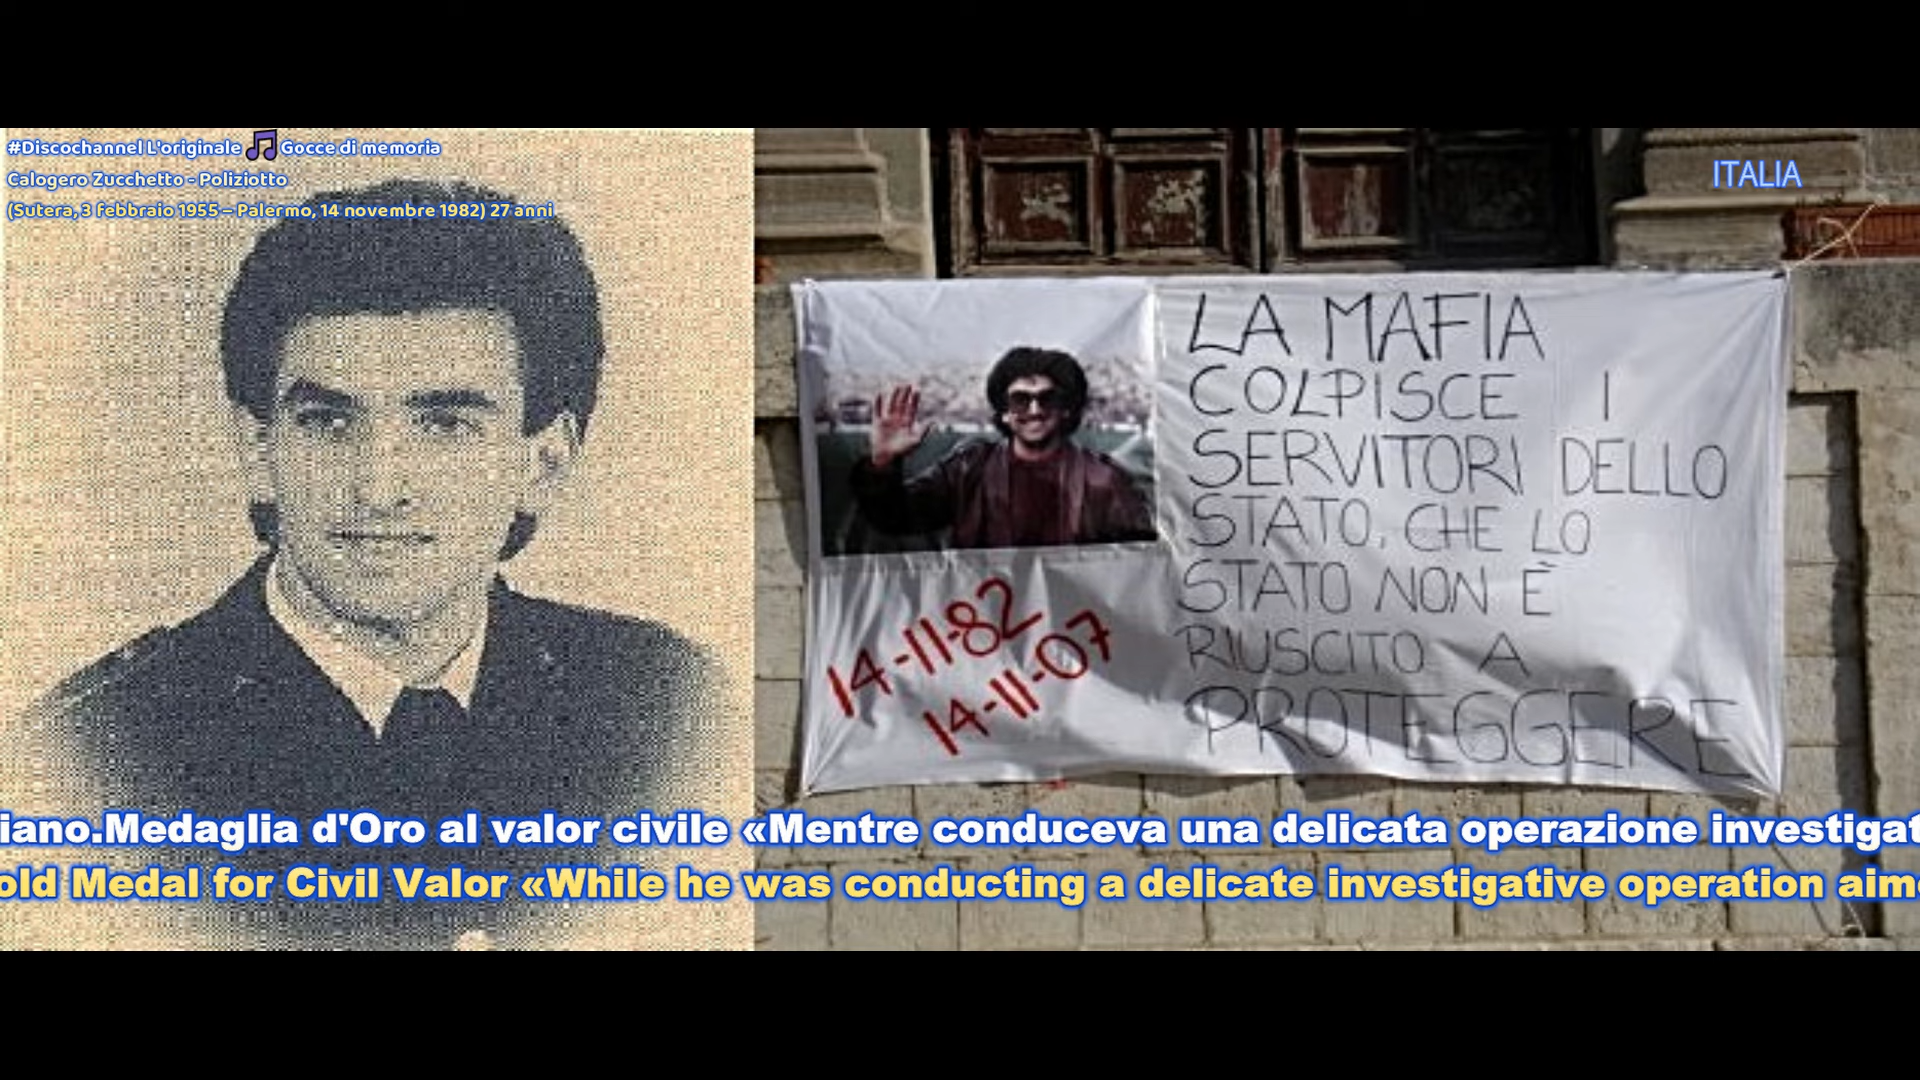 #Discochannel L'originale 🎵 Gocce di memoria
Calogero Zucchetto - Poliziotto
(Sutera, 3 febbraio 1955 – Palermo, 14 novembre 1982) 27 anni
ITALIA
LA MAFIA
COLPISCE I
SERVITORI DELLO
STATO, CHE LO
STATO NON È
RIUSCITO A
PROTEGGERE
14-11-82
14-11-07
iano.Medaglia d'Oro al valor civile «Mentre conduceva una delicata operazione investigat
old Medal for Civil Valor «While he was conducting a delicate investigative operation aime